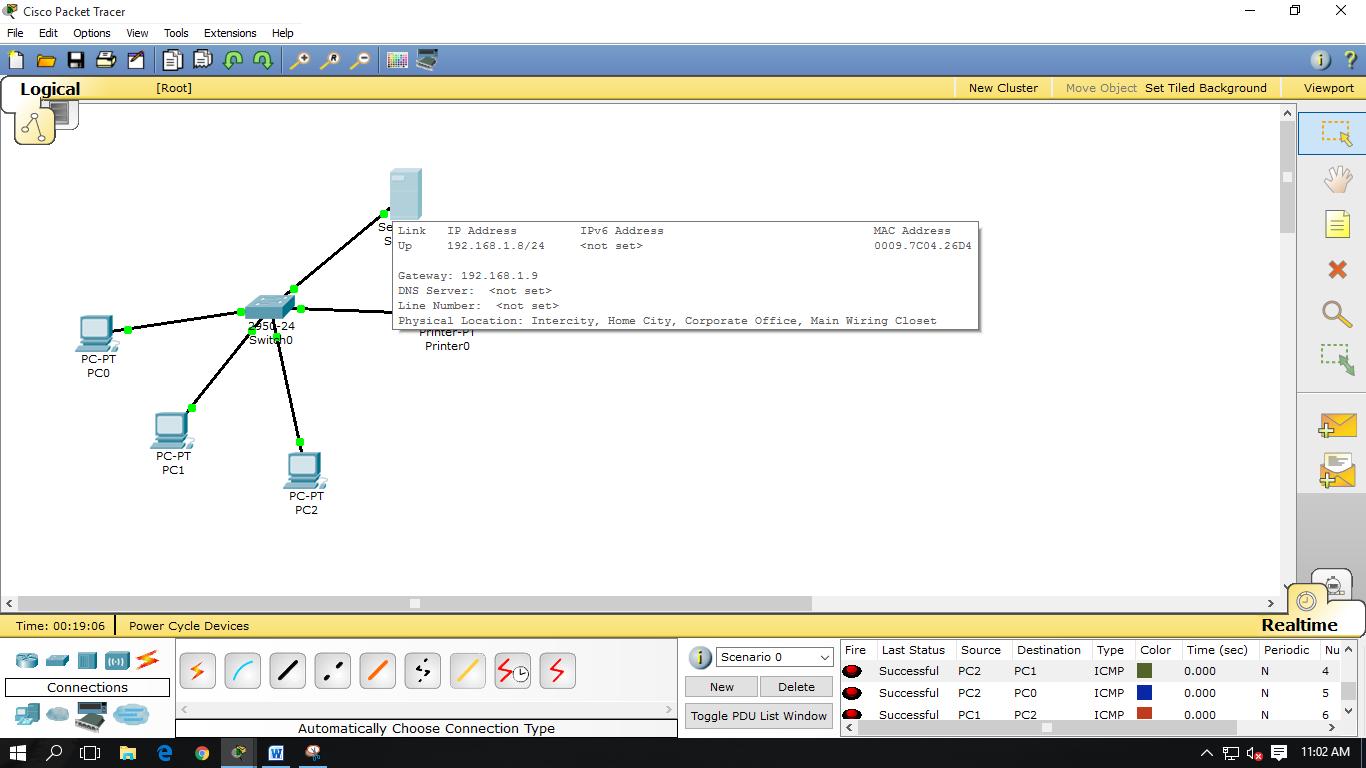 Cisco Packet Tracer
File Edit Options View Tools Extensions Help
Logical [Root] New Cluster Move Object Set Tiled Background Viewport
Se
S
Link IP Address IPv6 Address MAC Address
Up 192.168.1.8/24 <not set> 0009.7C04.26D4
Gateway: 192.168.1.9
DNS Server: <not set>
Line Number: <not set>
Physical Location: Intercity, Home City, Corporate Office, Main Wiring Closet
2950-24
Switch0
Printer-PT
Printer0
PC-PT
PC0
PC-PT
PC1
PC-PT
PC2
Time: 00:19:06 Power Cycle Devices
Realtime
Connections
Automatically Choose Connection Type
Scenario 0
New Delete
Toggle PDU List Window
Fire Last Status Source Destination Type Color Time (sec) Periodic Nu
Successful PC2 PC1 ICMP 0.000 N 4
Successful PC2 PC0 ICMP 0.000 N 5
Successful PC1 PC2 ICMP 0.000 N 6
11:02 AM